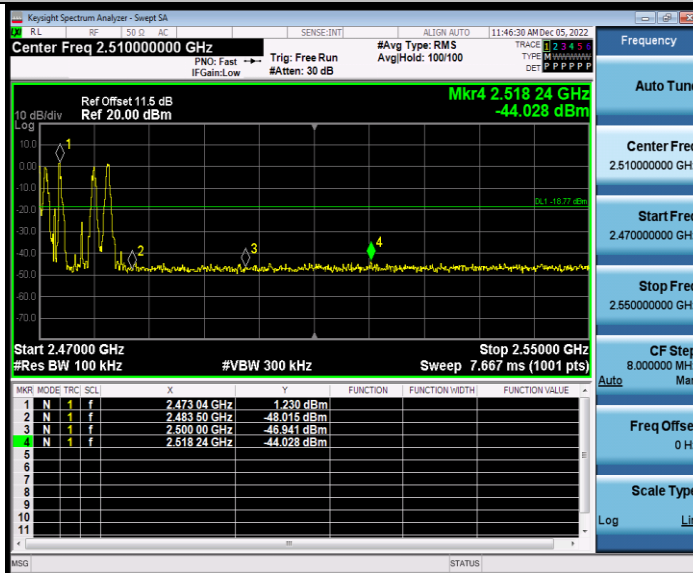 Keysight Spectrum Analyzer - Swept SA
RL RF 50 Ω AC SENSE:INT ALIGN AUTO 11:46:30 AM Dec 05, 2022
Center Freq 2.510000000 GHz
PNO: Fast
IFGain:Low
Trig: Free Run
#Atten: 30 dB
#Avg Type: RMS
Avg|Hold: 100/100
TRACE 1 2 3 4 5 6
TYPE M
DET P P P P P P
Frequency
Mkr4 2.518 24 GHz
-44.028 dBm
Ref Offset 11.5 dB
Ref 20.00 dBm
10 dB/div
Log
10.0
0.00
-10.0
-20.0
-30.0
-40.0
-50.0
-60.0
-70.0
1
2
3
4
DL1 -18.77 dBm
Start 2.47000 GHz
Stop 2.55000 GHz
#Res BW 100 kHz
#VBW 300 kHz
Sweep 7.667 ms (1001 pts)
MKR MODE TRC SCL X Y FUNCTION FUNCTION WIDTH FUNCTION VALUE
1 N 1 f 2.473 04 GHz 1.230 dBm
2 N 1 f 2.483 50 GHz -48.015 dBm
3 N 1 f 2.500 00 GHz -46.941 dBm
4 N 1 f 2.518 24 GHz -44.028 dBm
5
6
7
8
9
10
11
MSG
STATUS
Auto Tune
Center Freq
2.510000000 GHz
Start Freq
2.470000000 GHz
Stop Freq
2.550000000 GHz
CF Step
8.000000 MHz
Auto Man
Freq Offset
0 Hz
Scale Type
Log Lin